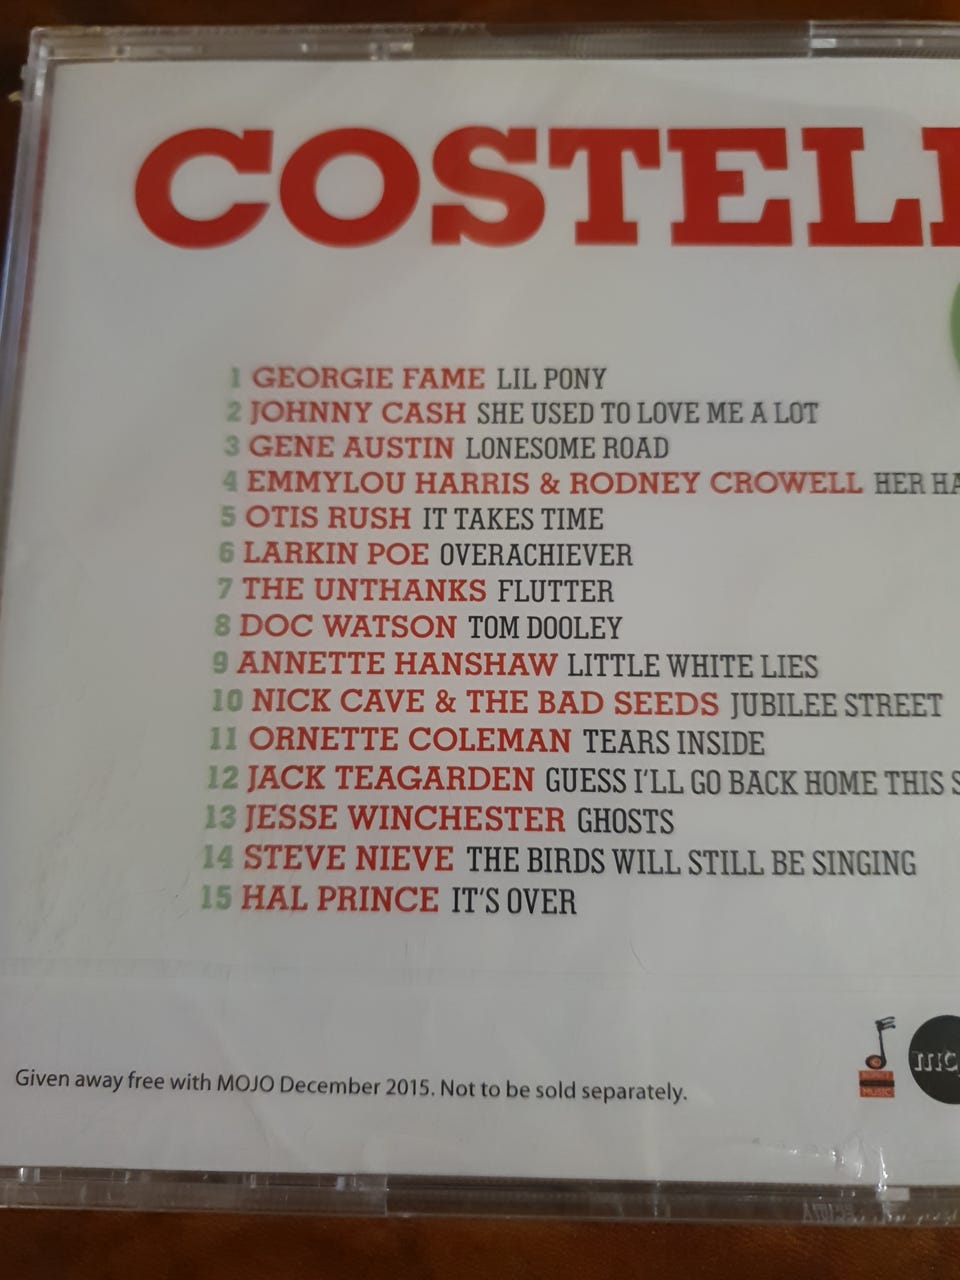 COSTELL
1 GEORGIE FAME LIL PONY
2 JOHNNY CASH SHE USED TO LOVE ME A LOT
3 GENE AUSTIN LONESOME ROAD
4 EMMYLOU HARRIS & RODNEY CROWELL HER HA
5 OTIS RUSH IT TAKES TIME
6 LARKIN POE OVERACHIEVER
7 THE UNTHANKS FLUTTER
8 DOC WATSON TOM DOOLEY
9 ANNETTE HANSHAW LITTLE WHITE LIES
10 NICK CAVE & THE BAD SEEDS JUBILEE STREET
11 ORNETTE COLEMAN TEARS INSIDE
12 JACK TEAGARDEN GUESS I'LL GO BACK HOME THIS S
13 JESSE WINCHESTER GHOSTS
14 STEVE NIEVE THE BIRDS WILL STILL BE SINGING
15 HAL PRINCE IT'S OVER
MUSIC
Given away free with MOJO December 2015. Not to be sold separately.